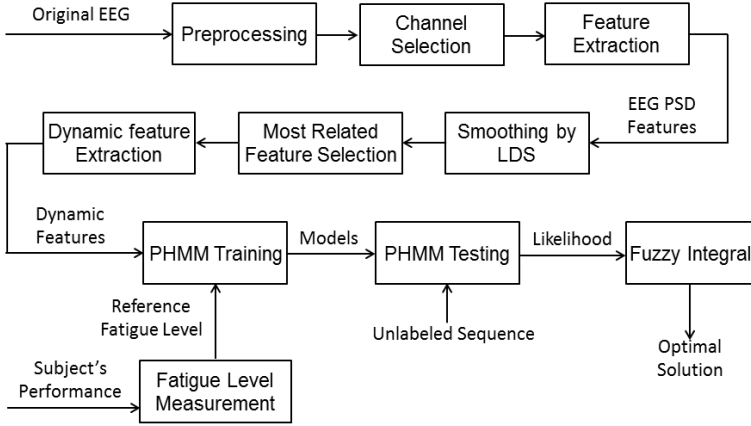 Original EEG
Preprocessing
Channel
Selection
Feature
Extraction
EEG PSD
Features
Smoothing by
LDS
Most Related
Feature Selection
Dynamic feature
Extraction
Dynamic
Features
PHMM Training
Models
PHMM Testing
Likelihood
Fuzzy Integral
Reference
Fatigue Level
Unlabeled Sequence
Optimal
Solution
Subject's
Performance
Fatigue Level
Measurement